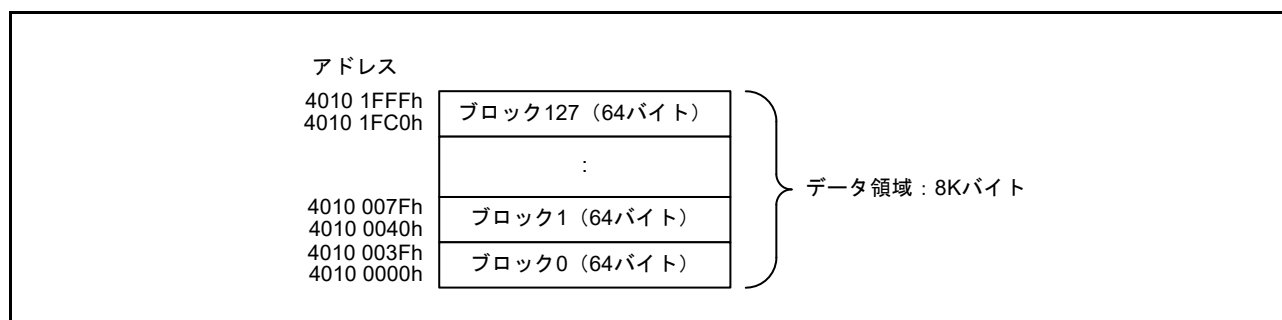 アドレス
4010 1FFFh
4010 1FC0h
ブロック127（64バイト）
:
データ領域：8Kバイト
4010 007Fh
4010 0040h
ブロック1（64バイト）
4010 003Fh
4010 0000h
ブロック0（64バイト）